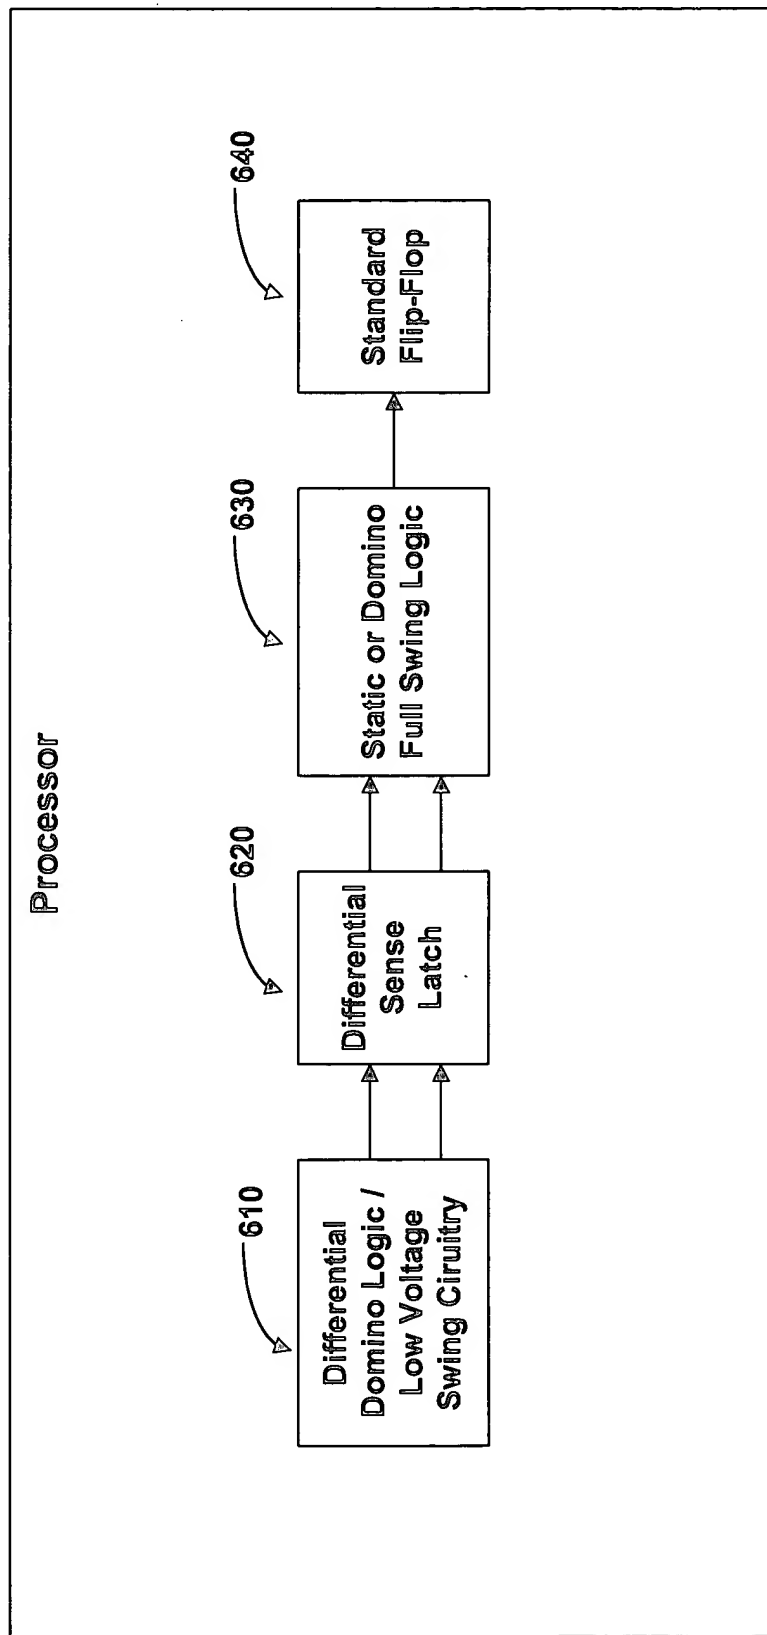 Processor
610
Differential
Domino Logic /
Low Voltage
Swing Ciruitry
620
Differential
Sense
Latch
630
Static or Domino
Full Swing Logic
640
Standard
Flip-Flop